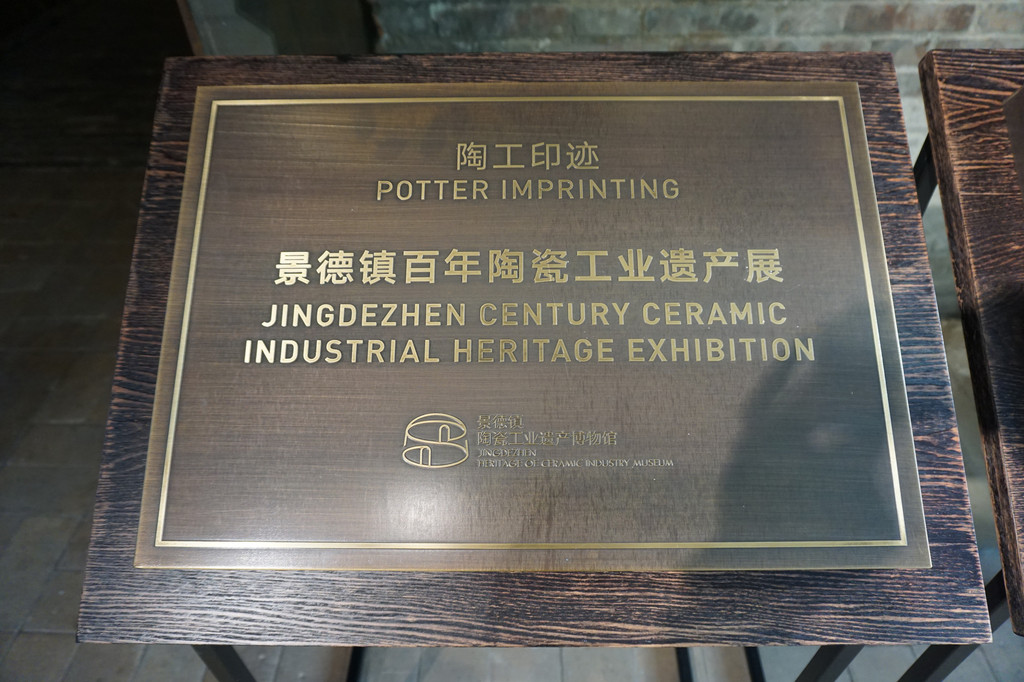 陶工印迹
POTTER IMPRINTING
景德镇百年陶瓷工业遗产展
JINGDEZHEN CENTURY CERAMIC
INDUSTRIAL HERITAGE EXHIBITION
景德镇
陶瓷工业遗产博物馆
JINGDEZHEN
HERITAGE OF CERAMIC INDUSTRY MUSEUM